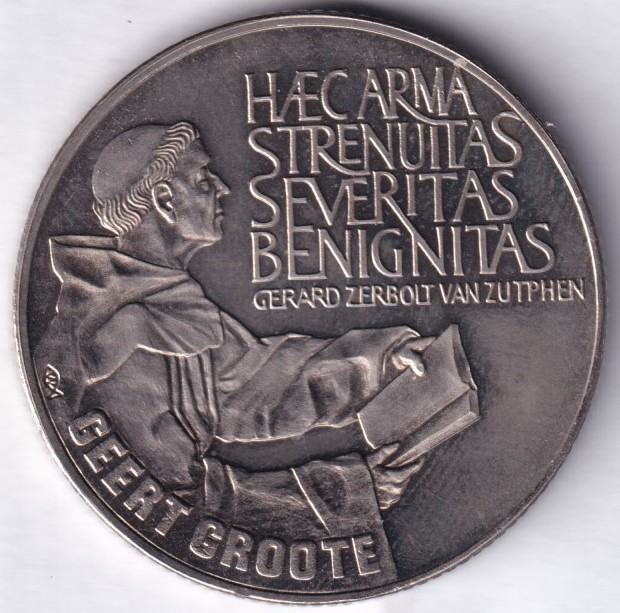 HÆC ARMA
STRENUITAS
SEVERITAS
BENIGNITAS
GERARD ZERBOLT VAN ZUTPHEN
GEERT GROOTE